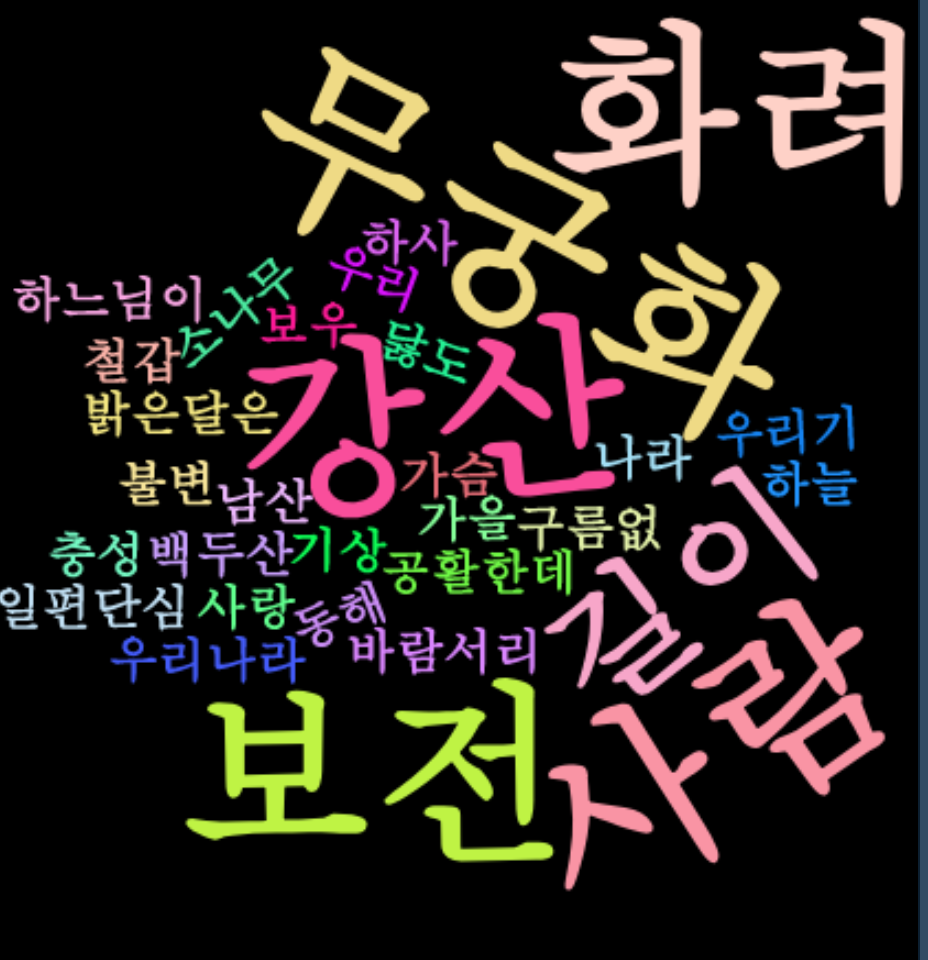 화려
무궁화
하사
우리
하느님이
소나무
보우
닳도
철갑
강산
밝은달은
우리기
나라
하늘
불변
가슴
남산
길이
가을
구름없
충성
백두산
기상
공활한데
일편단심
사랑
동해
바람서리
우리나라
사람
보전